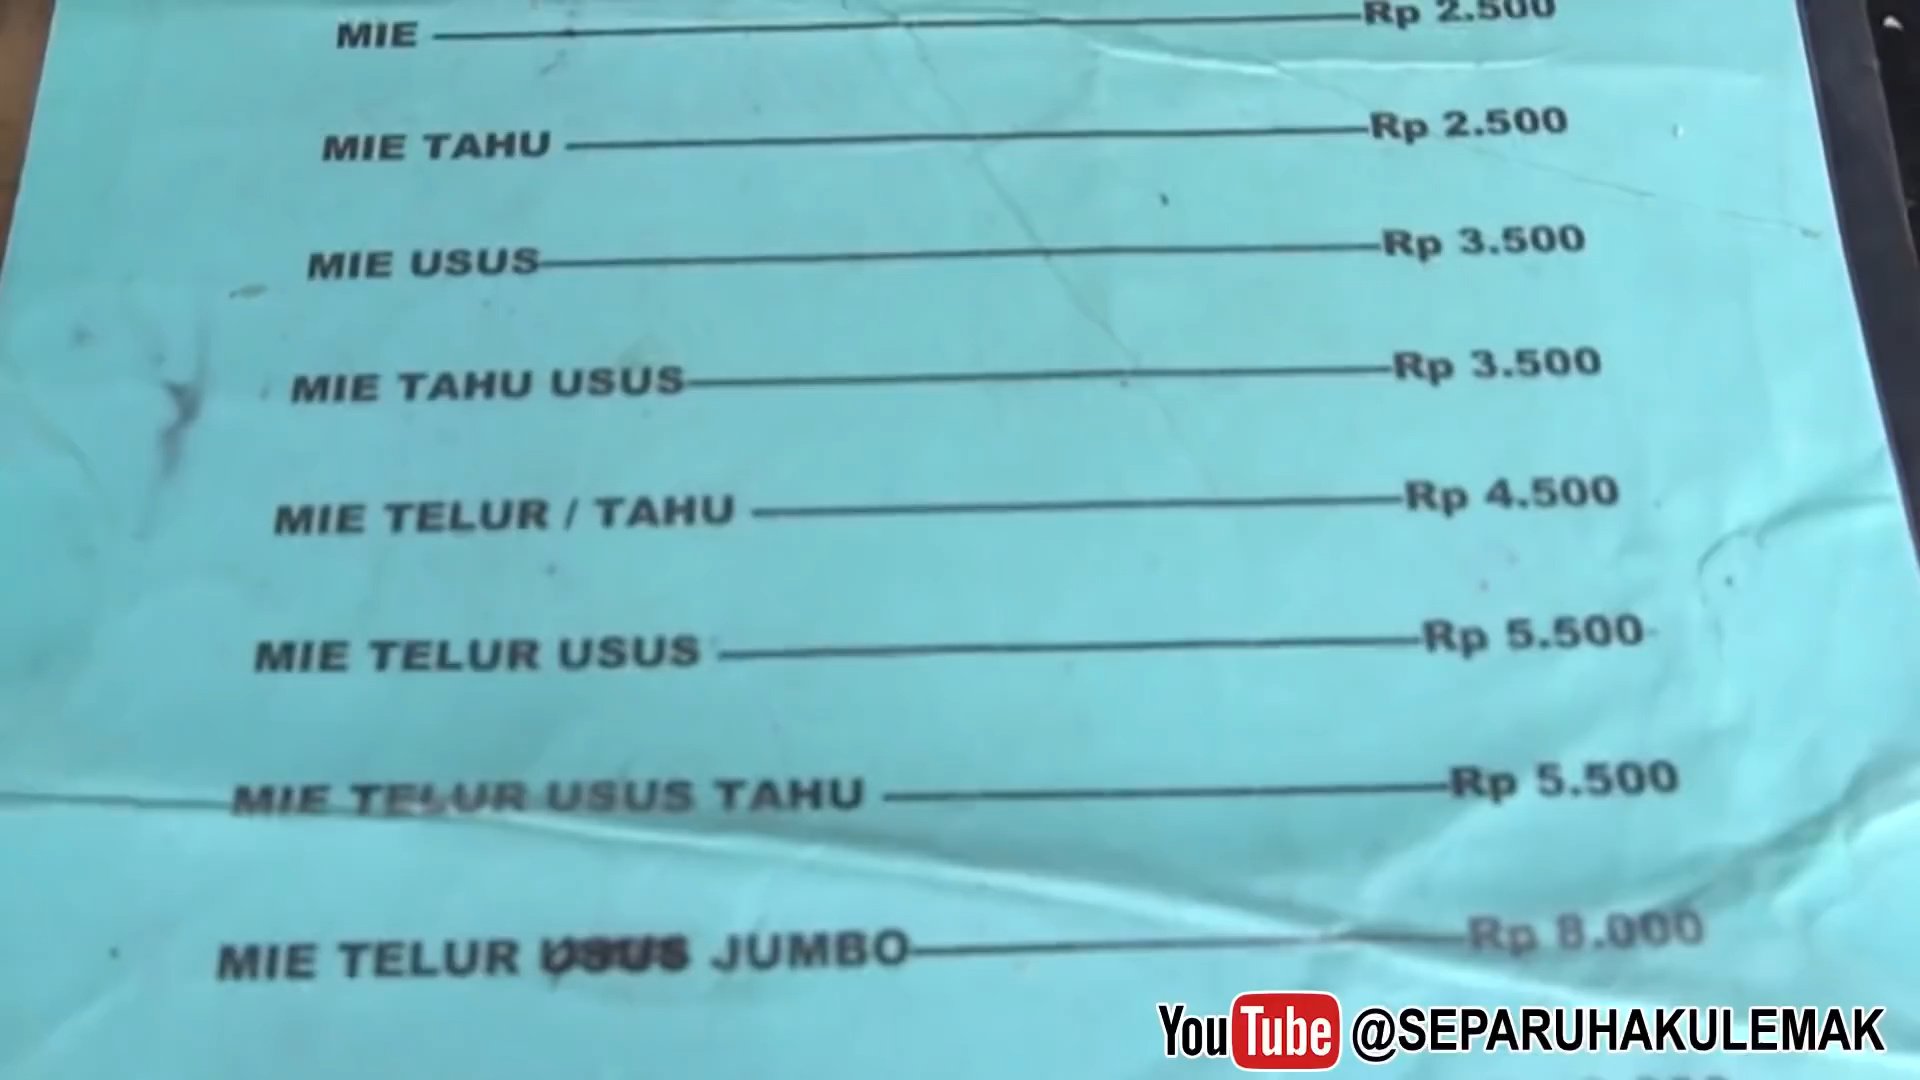 MIE Rp 2.500
MIE TAHU Rp 2.500
MIE USUS Rp 3.500
MIE TAHU USUS Rp 3.500
MIE TELUR / TAHU Rp 4.500
MIE TELUR USUS Rp 5.500
MIE TELUR USUS TAHU Rp 5.500
MIE TELUR USUS JUMBO Rp 8.000
YouTube @SEPARUHAKULEMAK